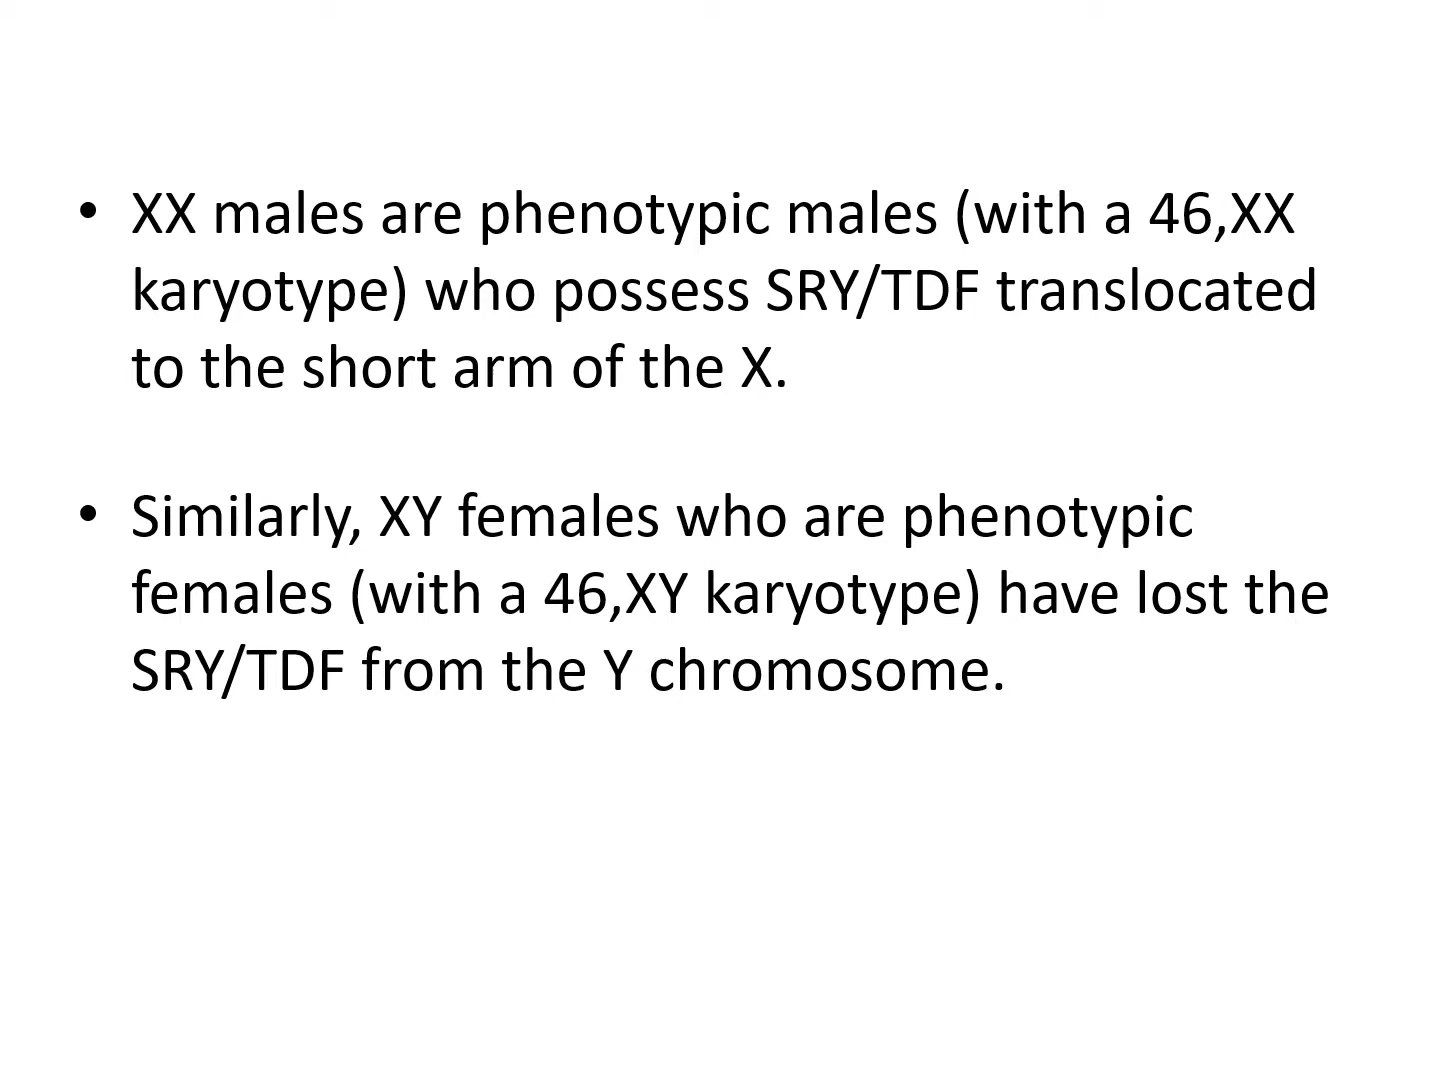 • XX males are phenotypic males (with a 46,XX
karyotype) who possess SRY/TDF translocated
to the short arm of the X.
• Similarly, XY females who are phenotypic
females (with a 46,XY karyotype) have lost the
SRY/TDF from the Y chromosome.